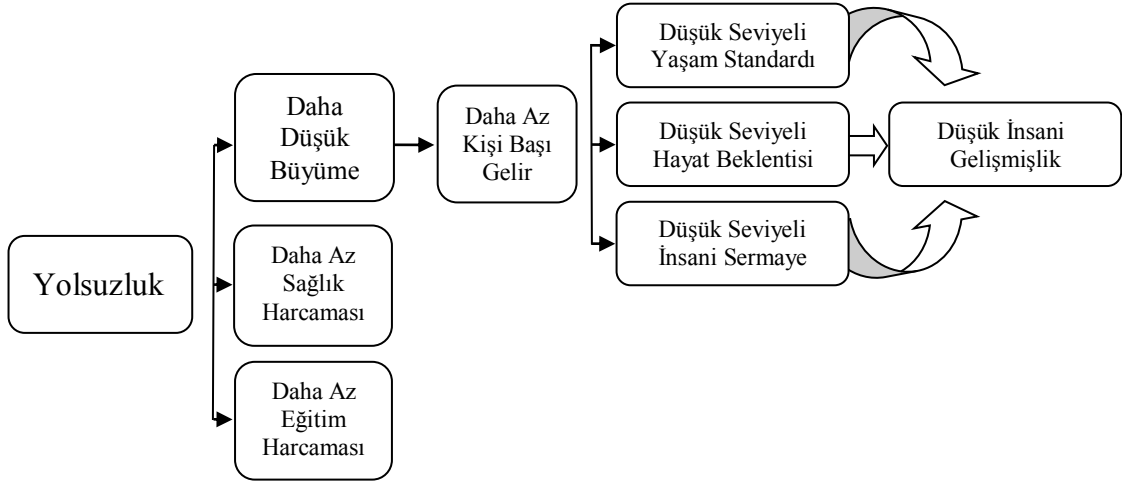 Yolsuzluk
Daha
Düşük
Büyüme
Daha Az
Sağlık
Harcaması
Daha Az
Eğitim
Harcaması
Daha Az
Kişi Başı
Gelir
Düşük Seviyeli
Yaşam Standardı
Düşük Seviyeli
Hayat Beklentisi
Düşük Seviyeli
İnsani Sermaye
Düşük İnsani
Gelişmişlik